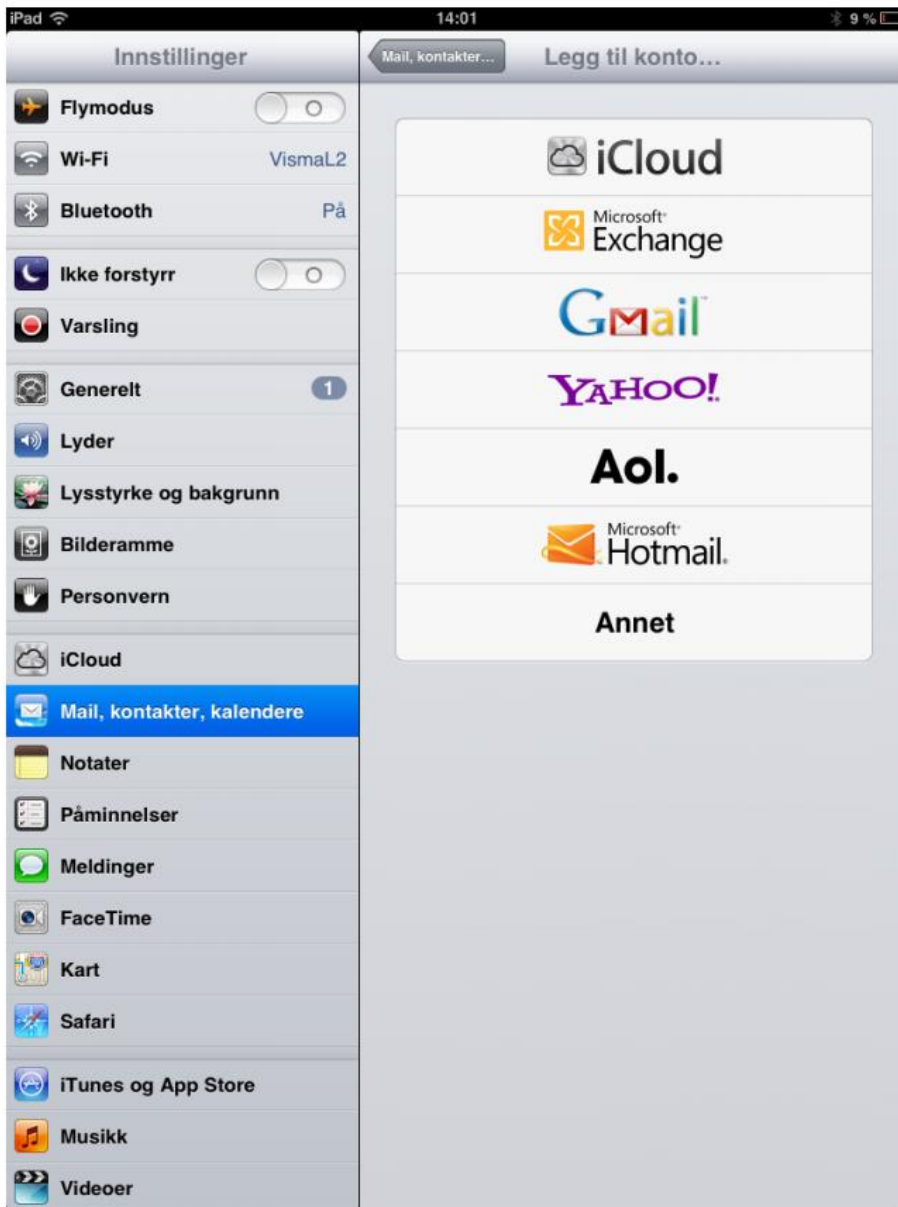 iPad 14:01 9 %
Innstillinger
Mail, kontakter... Legg til konto...
Flymodus
Wi-Fi VismaL2
Bluetooth På
Ikke forstyrr
Varsling
Generelt 1
Lyder
Lysstyrke og bakgrunn
Bilderamme
Personvern
iCloud
Mail, kontakter, kalendere
Notater
Påminnelser
Meldinger
FaceTime
Kart
Safari
iTunes og App Store
Musikk
Videoer
iCloud
Microsoft
Exchange
Gmail™
YAHOO!
Aol.
Microsoft
Hotmail
Annet